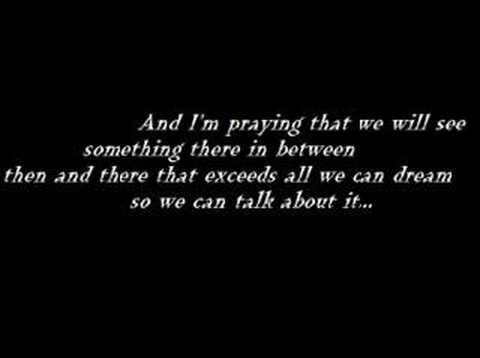 And I'm praying that we will see
something there in between
then and there that exceeds all we can dream
so we can talk about it...